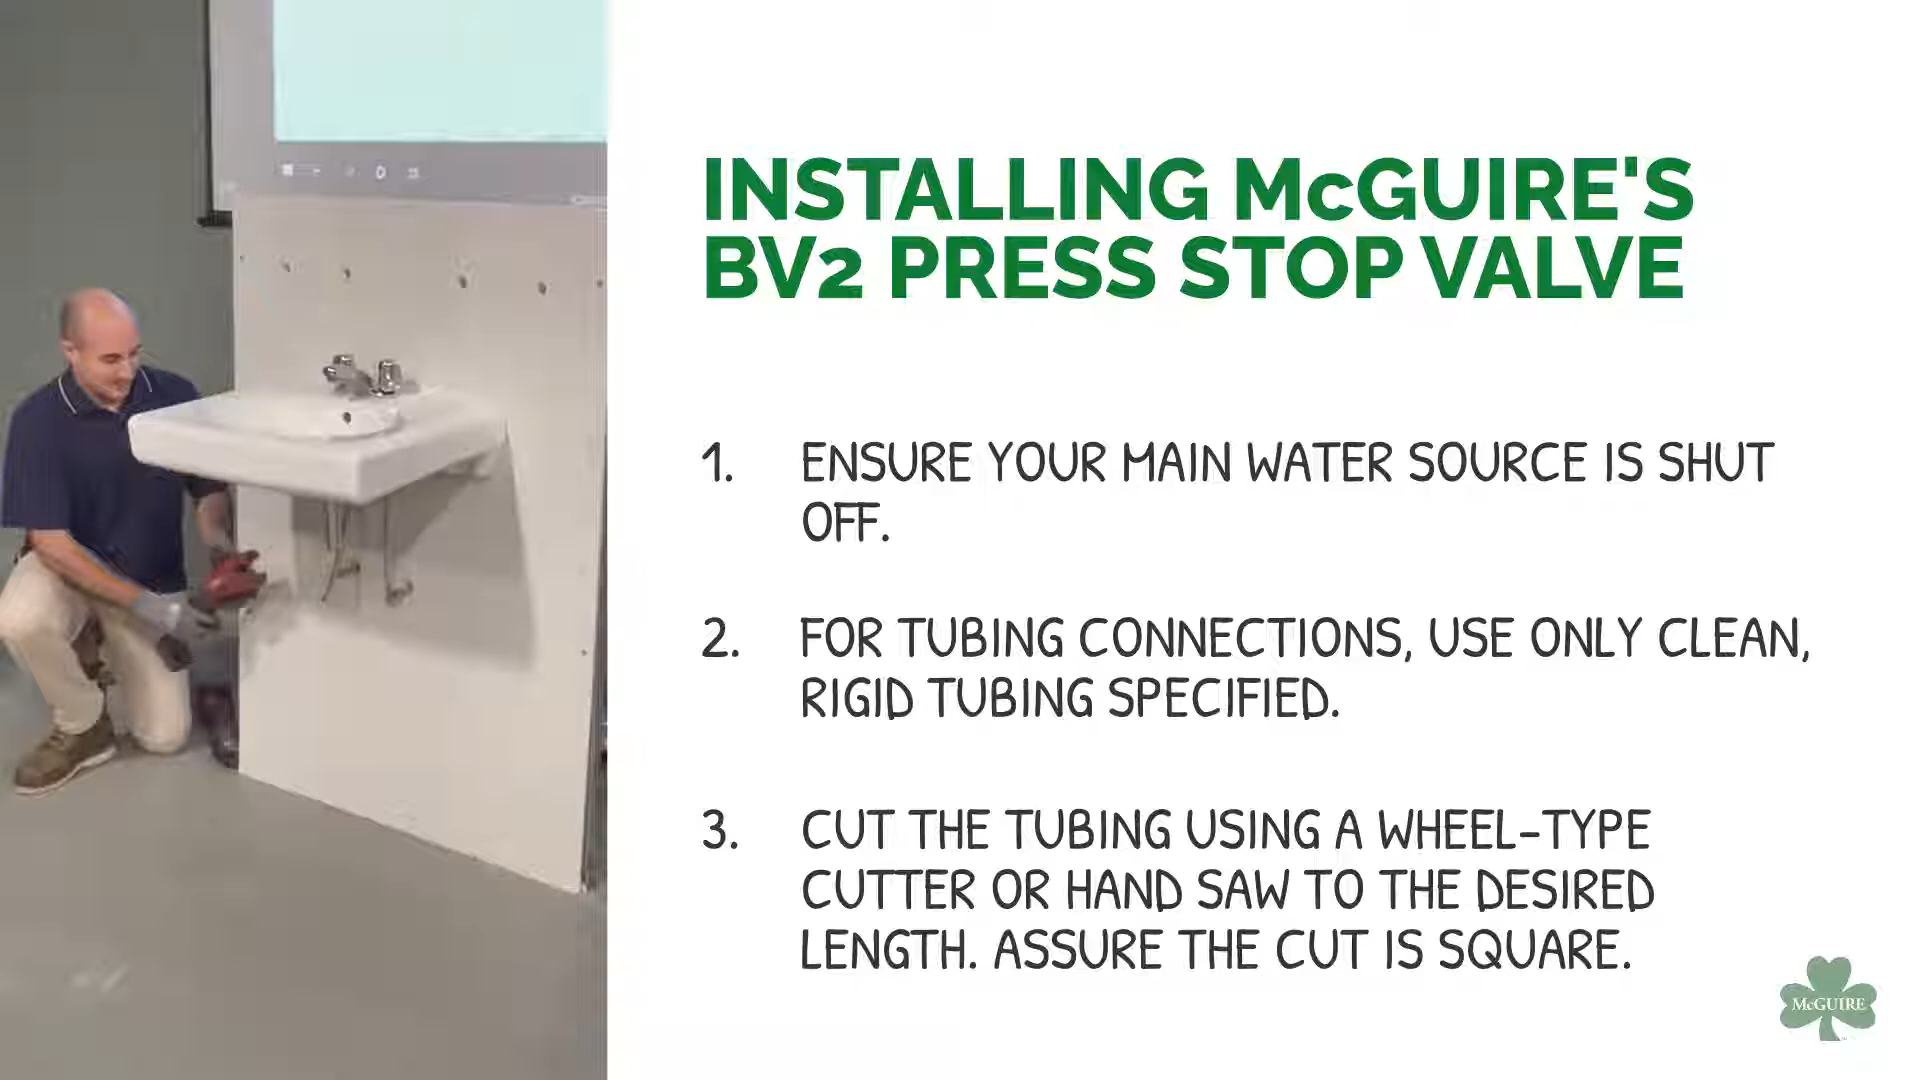 INSTALLING McGUIRE'S
BV2 PRESS STOP VALVE
1. ENSURE YOUR MAIN WATER SOURCE IS SHUT
OFF.
2. FOR TUBING CONNECTIONS, USE ONLY CLEAN,
RIGID TUBING SPECIFIED.
3. CUT THE TUBING USING A WHEEL-TYPE
CUTTER OR HAND SAW TO THE DESIRED
LENGTH. ASSURE THE CUT IS SQUARE.
McGUIRE